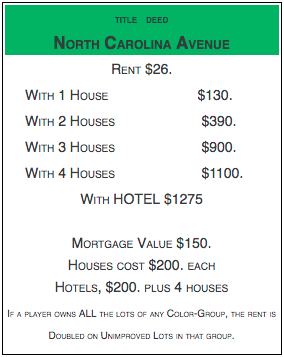 TITLE DEED
NORTH CAROLINA AVENUE
RENT $26.
WITH 1 HOUSE $130.
WITH 2 HOUSES $390.
WITH 3 HOUSES $900.
WITH 4 HOUSES $1100.
WITH HOTEL $1275
MORTGAGE VALUE $150.
HOUSES COST $200. EACH
HOTELS, $200. PLUS 4 HOUSES
IF A PLAYER OWNS ALL THE LOTS OF ANY COLOR-GROUP, THE RENT IS
DOUBLED ON UNIMPROVED LOTS IN THAT GROUP.